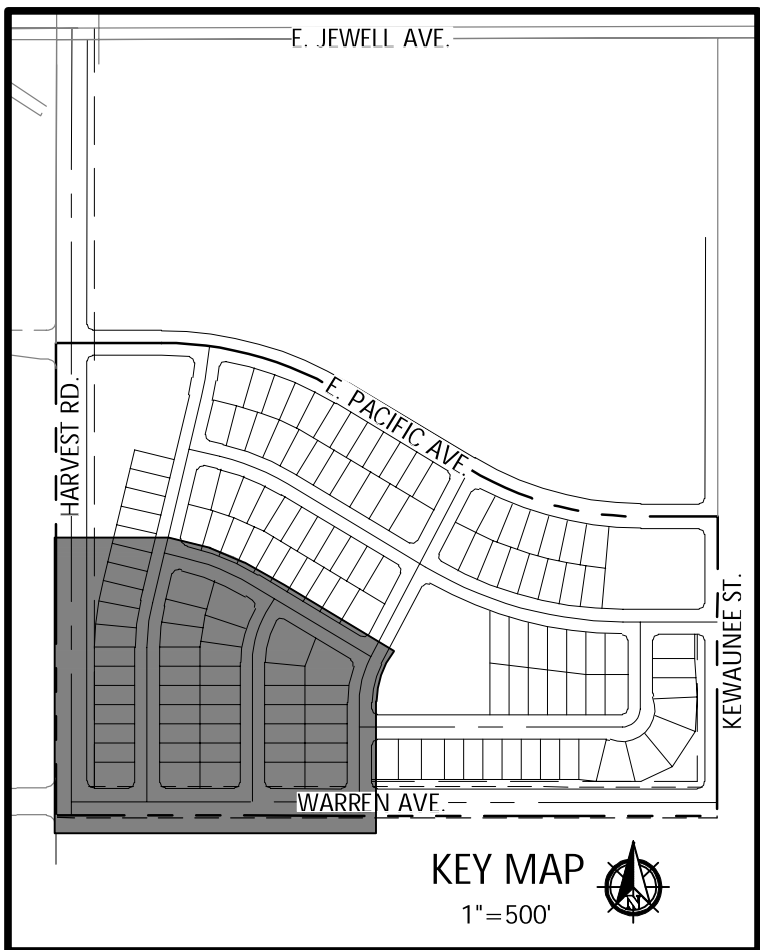 E. JEWELL AVE.
HARVEST RD.
E. PACIFIC AVE.
KEWAUNEE ST.
WARREN AVE.
KEY MAP
N
1"=500'